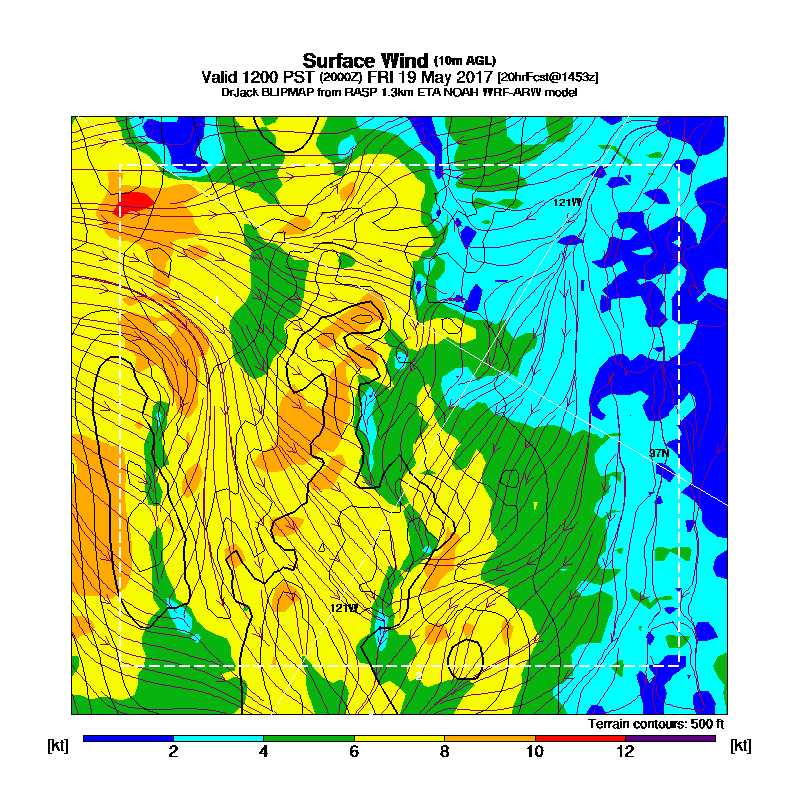 Surface Wind (10m AGL)
Valid 1200 PST (2000Z) FRI 19 May 2017 [20hrFcst@1453z]
DrJack BLIPMAP from RASP 1.3km ETA NOAH WRF-ARW model
121W
37N
121W
Terrain contours: 500 ft
[kt] 2 4 6 8 10 12 [kt]